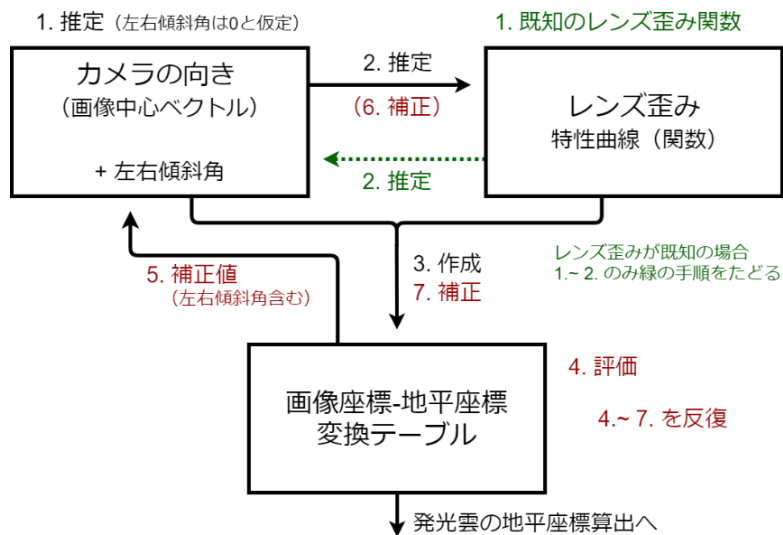 1. 推定（左右傾斜角は0と仮定）
1. 既知のレンズ歪み関数
カメラの向き
（画像中心ベクトル）
+ 左右傾斜角
2. 推定
（6. 補正）
2. 推定
レンズ歪み
特性曲線（関数）
5. 補正値
（左右傾斜角含む）
3. 作成
7. 補正
レンズ歪みが既知の場合
1.~ 2. のみ緑の手順をたどる
画像座標-地平座標
変換テーブル
4. 評価
4.~ 7. を反復
発光雲の地平座標算出へ